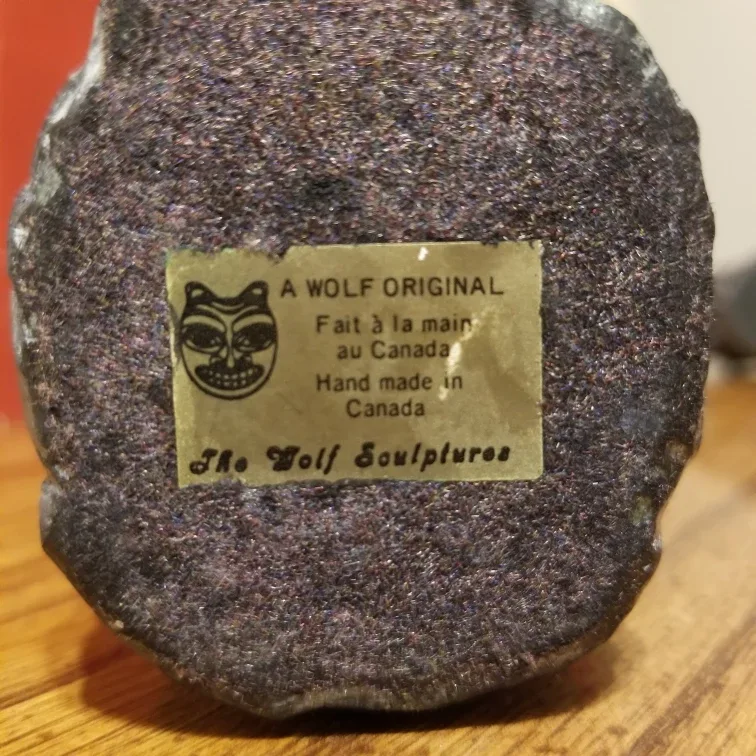 A WOLF ORIGINAL
Fait à la main
au Canada
Hand made in
Canada
The Wolf Sculptures